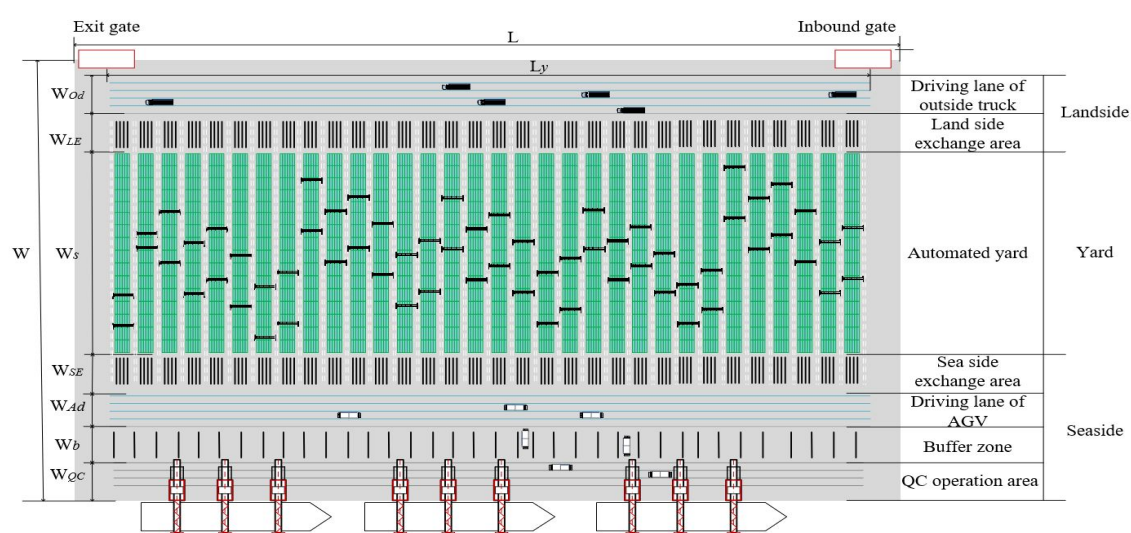 Exit gate
Inbound gate
L
Ly
WOd
Driving lane of
outside truck
Landside
WLE
Land side
exchange area
W
Ws
Automated yard
Yard
WSE
Sea side
exchange area
WAd
Driving lane of
AGV
Seaside
Wb
Buffer zone
WQC
QC operation area